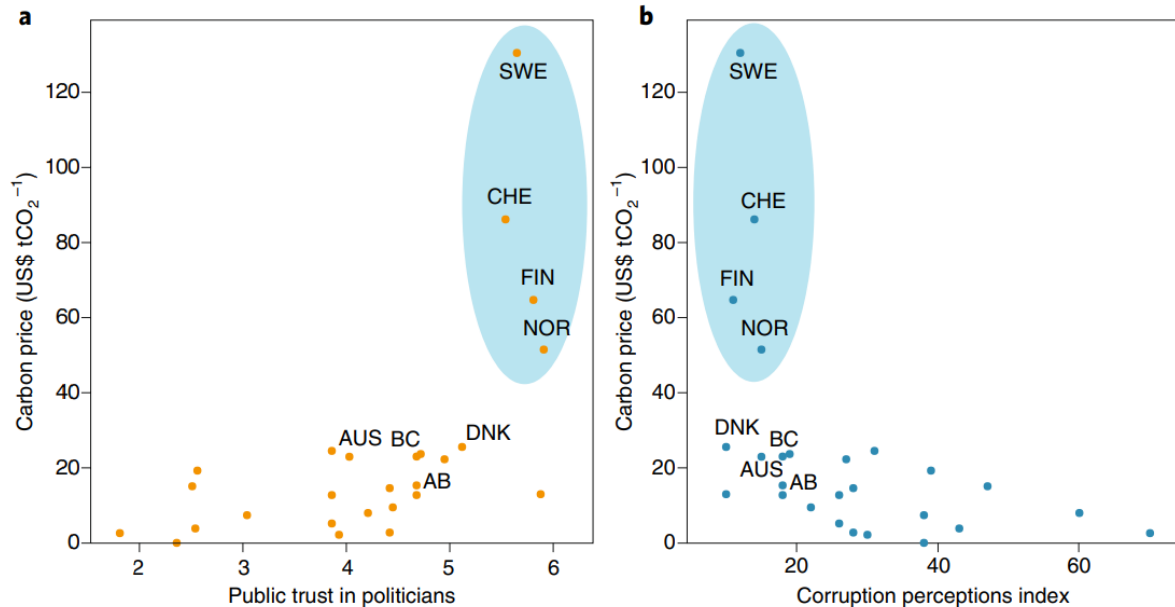 a
Carbon price (US$ tCO₂⁻¹)
120
100
80
60
40
20
0
SWE
CHE
FIN
NOR
AUS
BC
DNK
AB
2 3 4 5 6
Public trust in politicians
b
Carbon price (US$ tCO₂⁻¹)
120
100
80
60
40
20
0
SWE
CHE
FIN
NOR
DNK
BC
AUS
AB
20 40 60
Corruption perceptions index